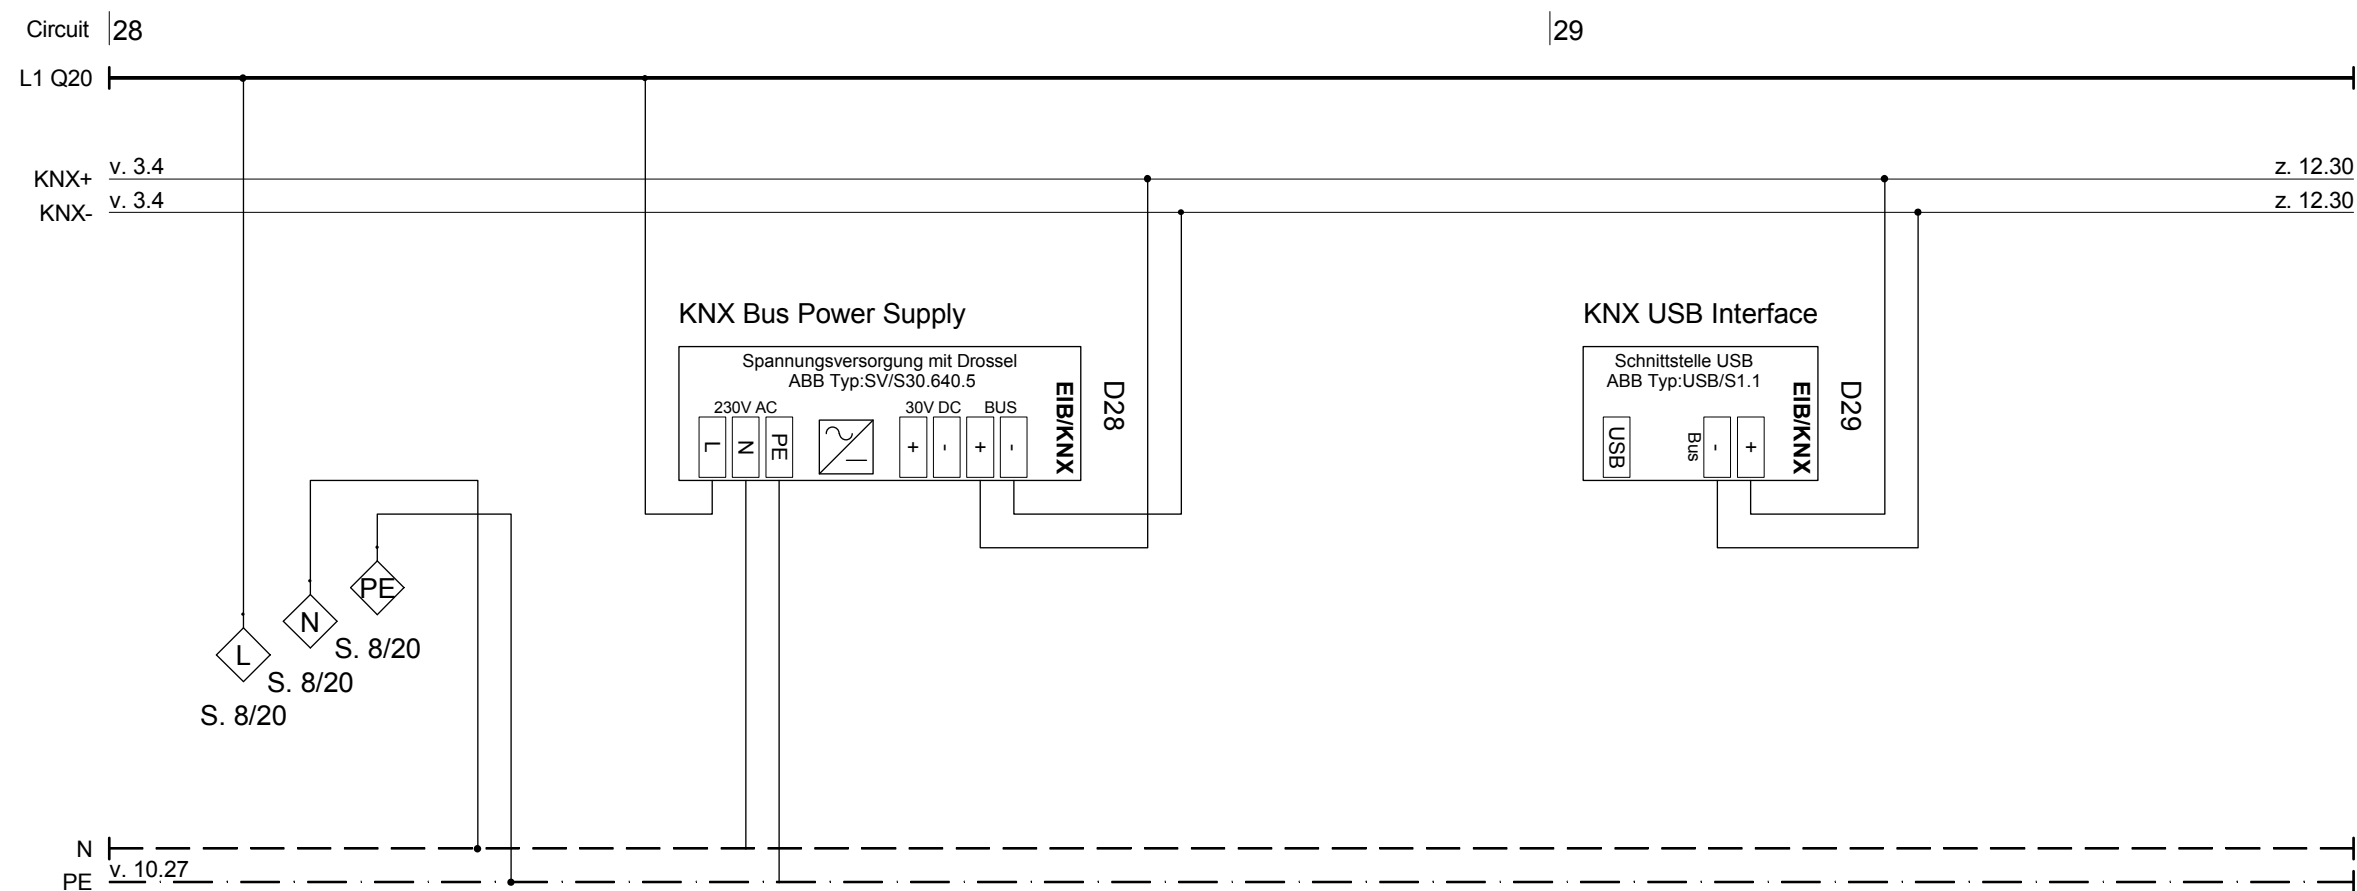 Circuit 28 29
L1 Q20
KNX+ v. 3.4 z. 12.30
KNX- v. 3.4 z. 12.30
KNX Bus Power Supply
Spannungsversorgung mit Drossel
ABB Typ:SV/S30.640.5
230V AC 30V DC BUS
L N PE + - + -
EIB/KNX
D28
KNX USB Interface
Schnittstelle USB
ABB Typ:USB/S1.1
USB Bus - +
EIB/KNX
D29
PE
S. 8/20
N
S. 8/20
L
S. 8/20
N
PE v. 10.27